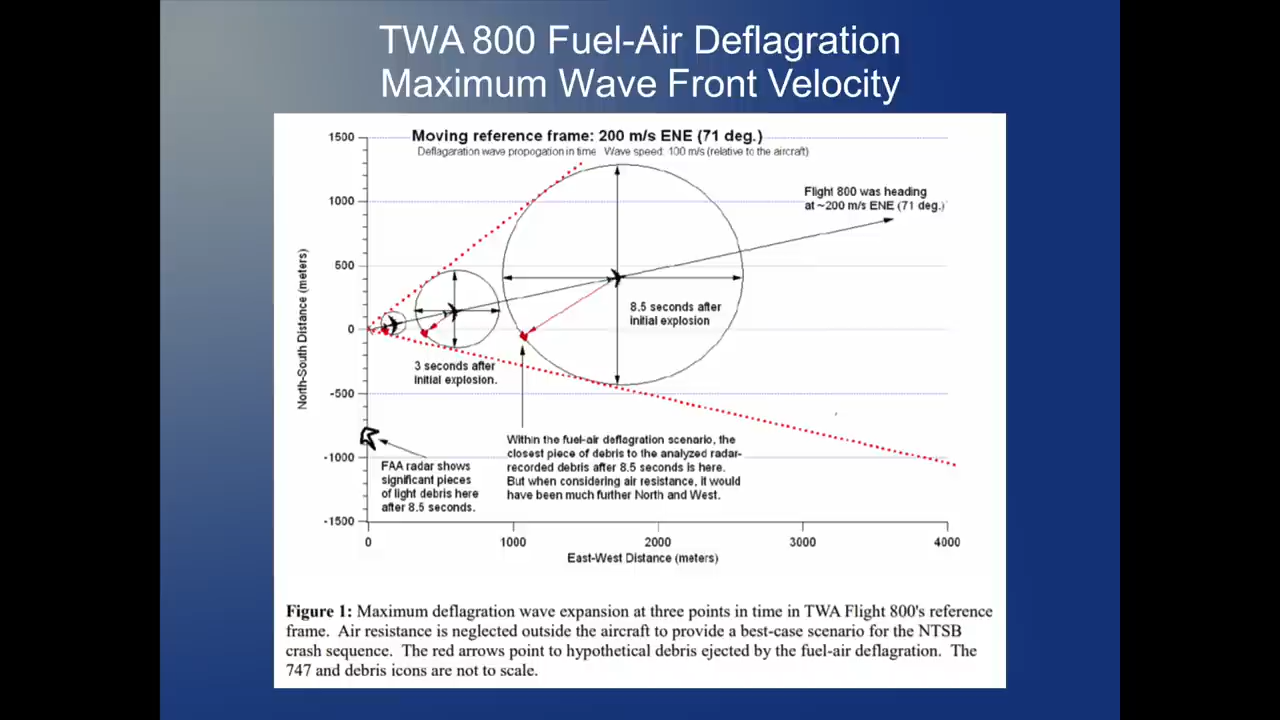 TWA 800 Fuel-Air Deflagration
Maximum Wave Front Velocity
Moving reference frame: 200 m/s ENE (71 deg.)
Deflagaration wave propogation in time Wave speed: 100 m/s (relative to the aircraft)
Flight 800 was heading
at ~200 m/s ENE (71 deg.)
1500
1000
500
0
-500
-1000
-1500
North-South Distance (meters)
8.5 seconds after
initial explosion
3 seconds after
initial explosion.
Within the fuel-air deflagration scenario, the
closest piece of debris to the analyzed radar-
recorded debris after 8.5 seconds is here.
But when considering air resistance, it would
have been much further North and West.
FAA radar shows
significant pieces
of light debris here
after 8.5 seconds.
0
1000
2000
3000
4000
East-West Distance (meters)
Figure 1: Maximum deflagration wave expansion at three points in time in TWA Flight 800's reference
frame. Air resistance is neglected outside the aircraft to provide a best-case scenario for the NTSB
crash sequence. The red arrows point to hypothetical debris ejected by the fuel-air deflagration. The
747 and debris icons are not to scale.